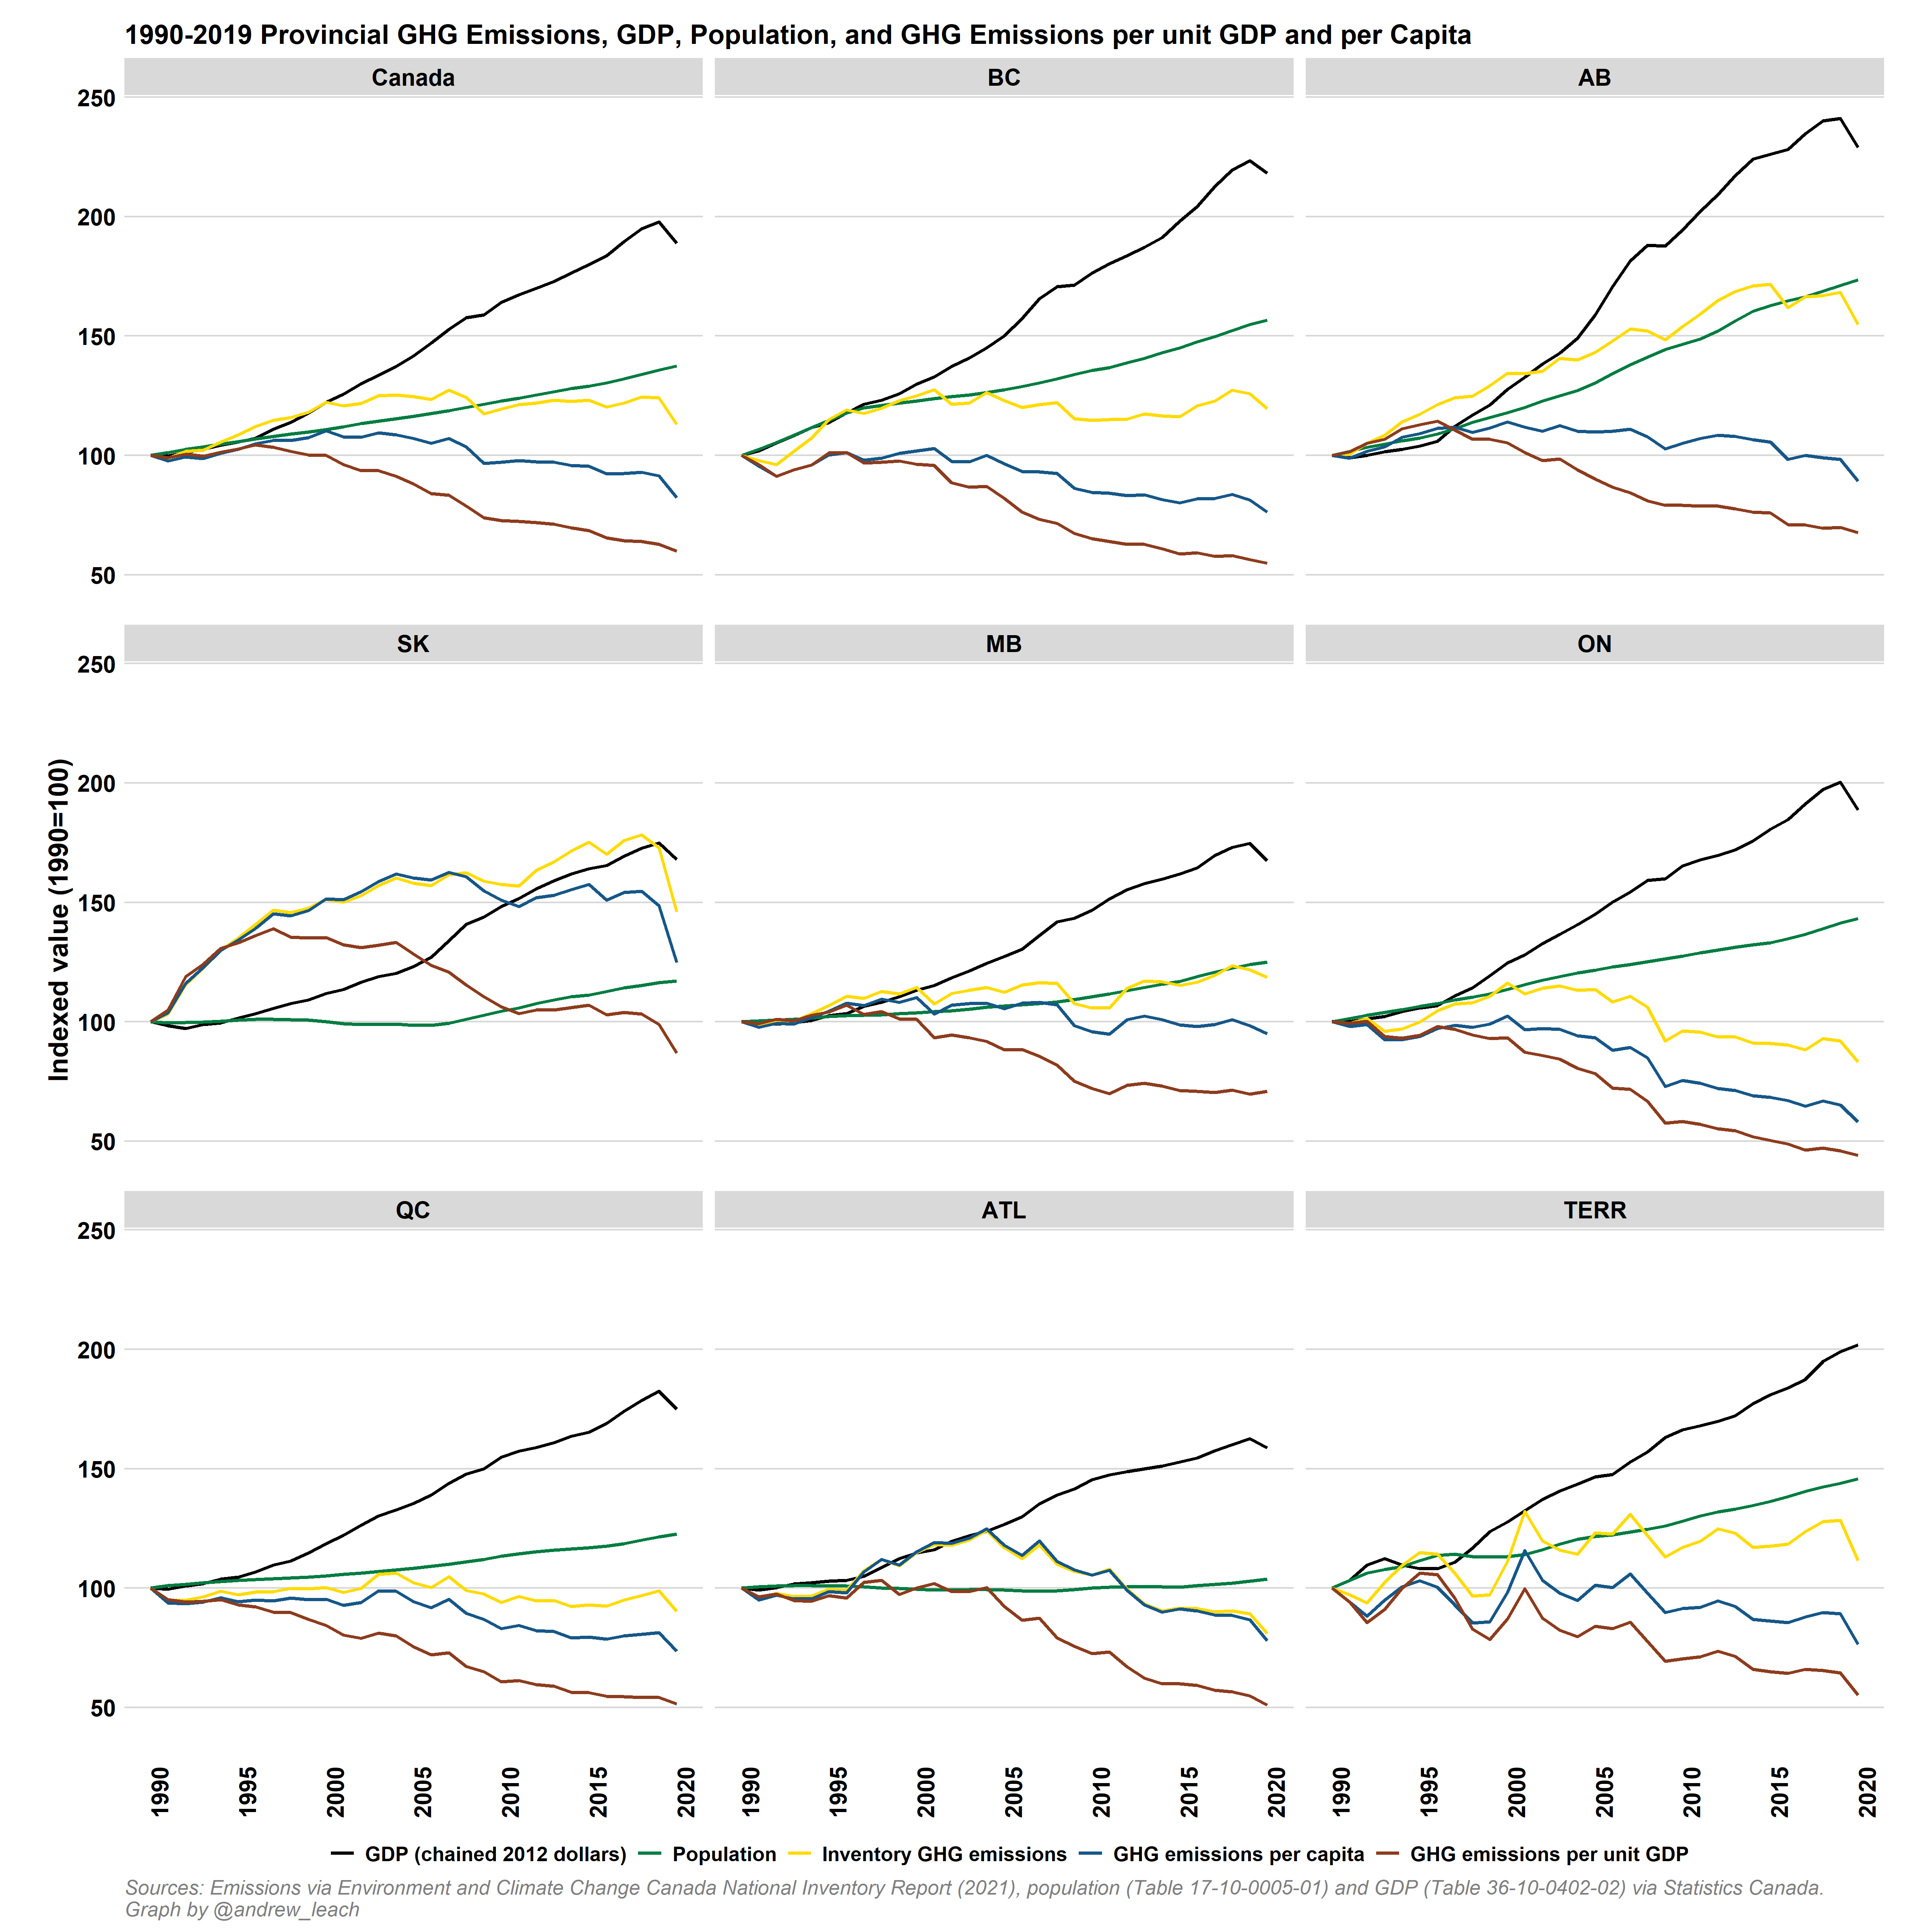 1990-2019 Provincial GHG Emissions, GDP, Population, and GHG Emissions per unit GDP and per Capita
Canada BC AB
250
200
150
100
50
SK MB ON
250
200
150
100
50
Indexed value (1990=100)
QC ATL TERR
250
200
150
100
50
1990 1995 2000 2005 2010 2015 2020 1990 1995 2000 2005 2010 2015 2020 1990 1995 2000 2005 2010 2015 2020
GDP (chained 2012 dollars) Population Inventory GHG emissions GHG emissions per capita GHG emissions per unit GDP
Sources: Emissions via Environment and Climate Change Canada National Inventory Report (2021), population (Table 17-10-0005-01) and GDP (Table 36-10-0402-02) via Statistics Canada.
Graph by @andrew_leach